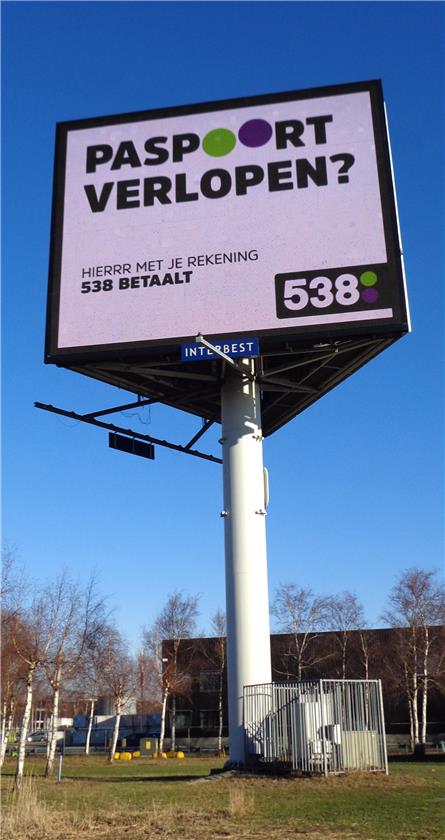 PASPOORT
VERLOPEN?
HIERRR MET JE REKENING
538 BETAALT
538
INTERBEST